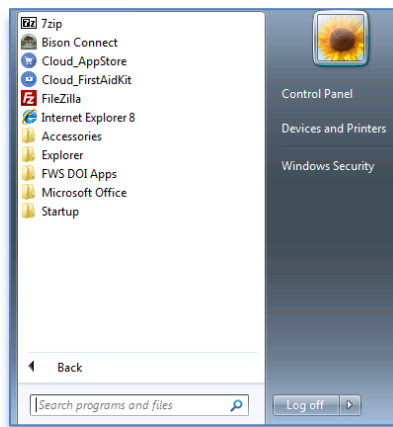 7zip
Bison Connect
Cloud_AppStore
Cloud_FirstAidKit
FileZilla
Internet Explorer 8
Accessories
Explorer
FWS DOI Apps
Microsoft Office
Startup
Back
Search programs and files
Control Panel
Devices and Printers
Windows Security
Log off